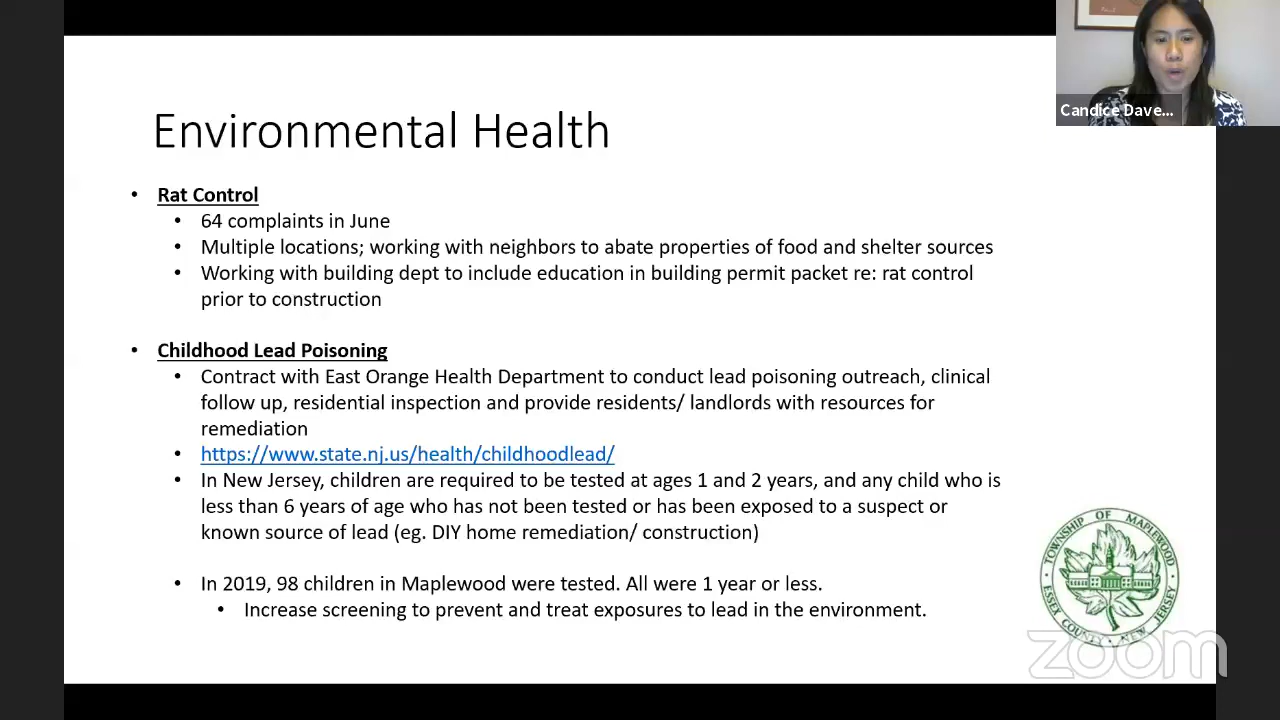 Candice Dave...
Environmental Health
• Rat Control
• 64 complaints in June
• Multiple locations; working with neighbors to abate properties of food and shelter sources
• Working with building dept to include education in building permit packet re: rat control
prior to construction
• Childhood Lead Poisoning
• Contract with East Orange Health Department to conduct lead poisoning outreach, clinical
follow up, residential inspection and provide residents/ landlords with resources for
remediation
• https://www.state.nj.us/health/childhoodlead/
• In New Jersey, children are required to be tested at ages 1 and 2 years, and any child who is
less than 6 years of age who has not been tested or has been exposed to a suspect or
known source of lead (eg. DIY home remediation/ construction)
• In 2019, 98 children in Maplewood were tested. All were 1 year or less.
• Increase screening to prevent and treat exposures to lead in the environment.
TOWNSHIP OF MAPLEWOOD
ESSEX COUNTY • NEW JERSEY
zoom